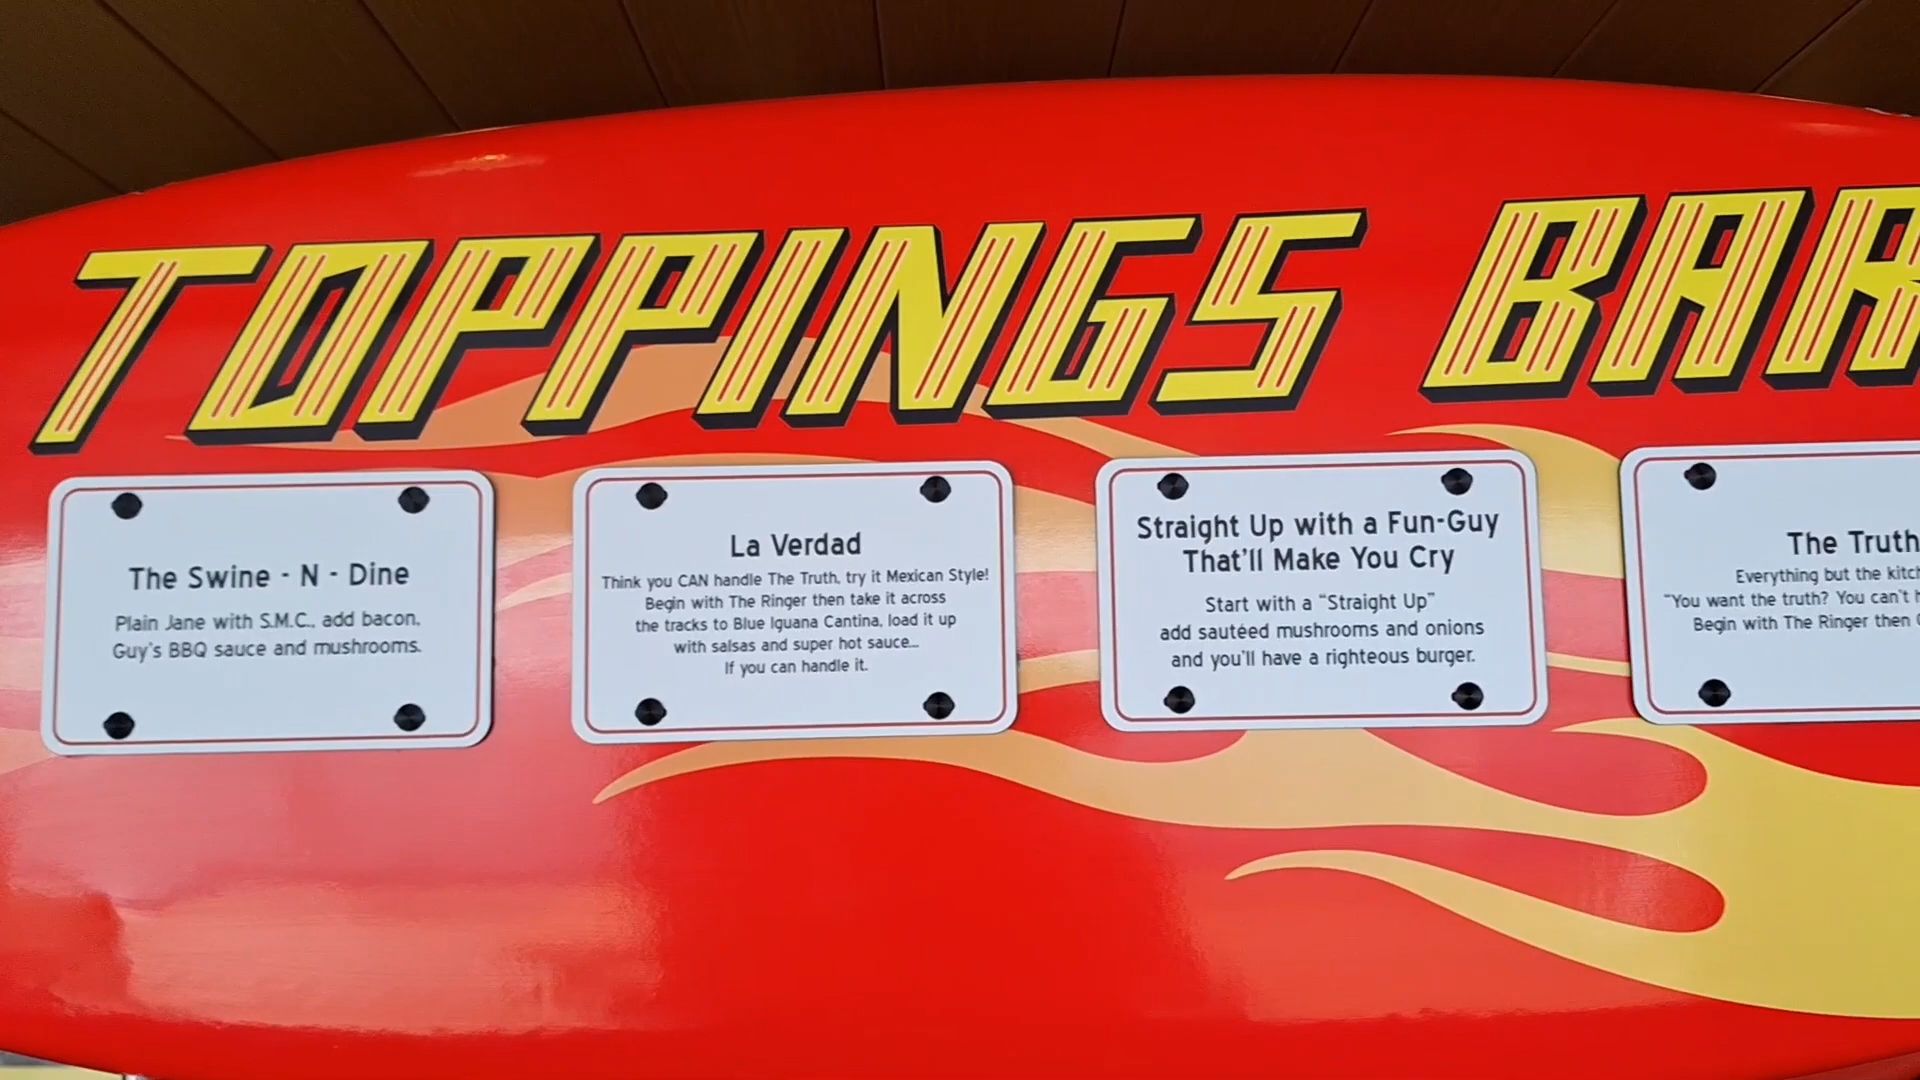 TOPPINGS BAR
The Swine - N - Dine
Plain Jane with S.M.C., add bacon,
Guy's BBQ sauce and mushrooms.
La Verdad
Think you CAN handle The Truth, try it Mexican Style!
Begin with The Ringer then take it across
the tracks to Blue Iguana Cantina, load it up
with salsas and super hot sauce...
If you can handle it.
Straight Up with a Fun-Guy
That'll Make You Cry
Start with a "Straight Up"
add sautéed mushrooms and onions
and you'll have a righteous burger.
The Truth
Everything but the
"You want the truth? You can't
Begin with The Ringer then